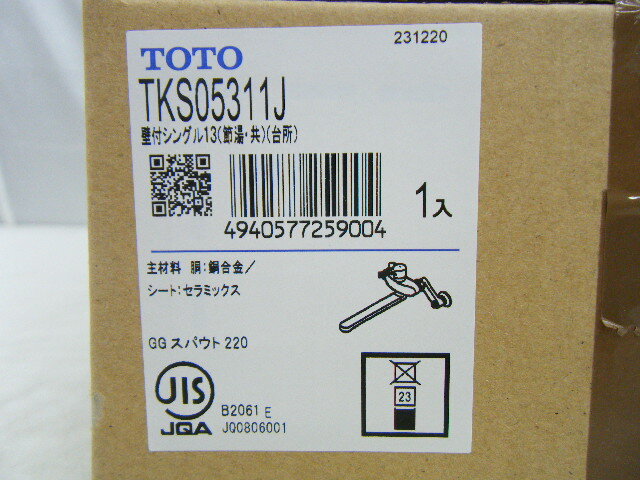 231220
TOTO
TKS05311J
壁付シングル13(節湯・共)(台所)
1入
4940577259004
主材料 胴:銅合金/
シート:セラミックス
GG スパウト 220
JIS
JQA
B2061 E
JQ0806001
23